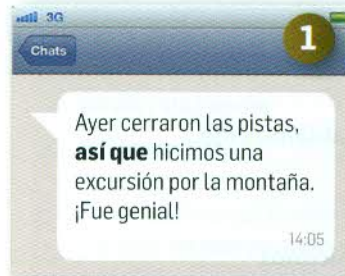 3G
1
Chats
Ayer cerraron las pistas,
así que hicimos una
excursión por la montaña.
¡Fue genial!
14:05